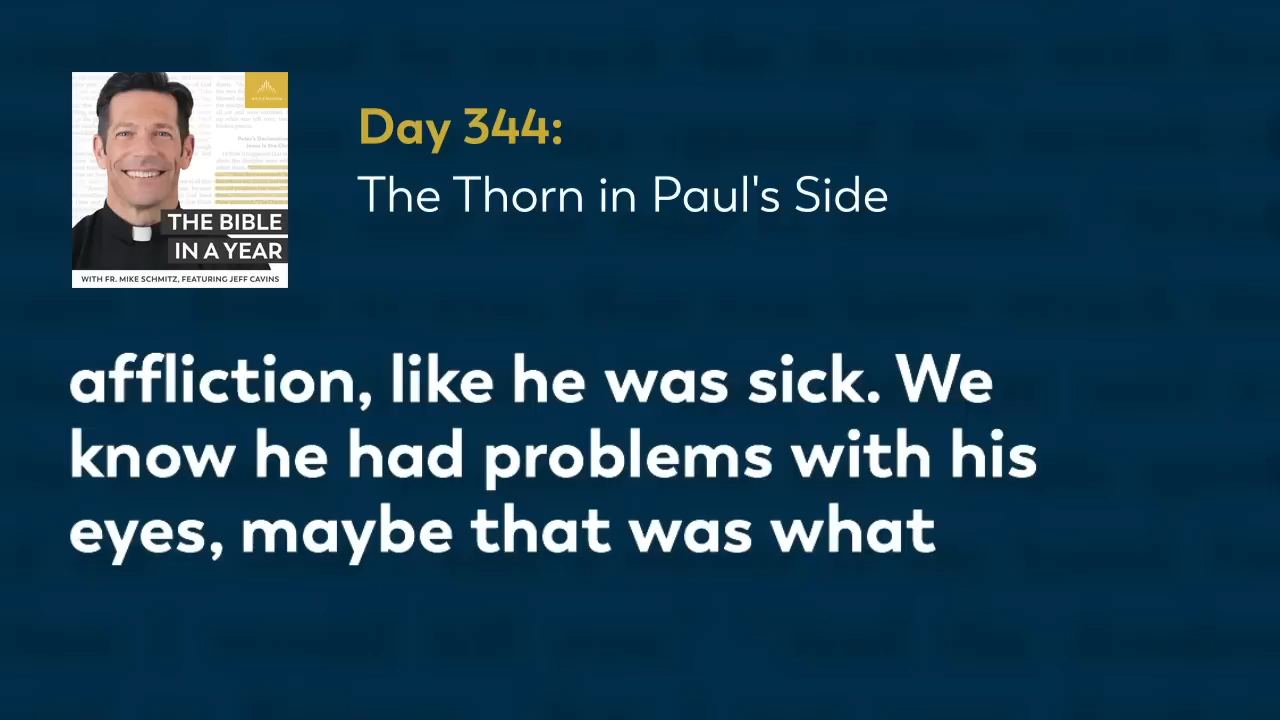 THE BIBLE
IN A YEAR
WITH FR. MIKE SCHMITZ, FEATURING JEFF CAVINS
Day 344:
The Thorn in Paul's Side
affliction, like he was sick. We
know he had problems with his
eyes, maybe that was what